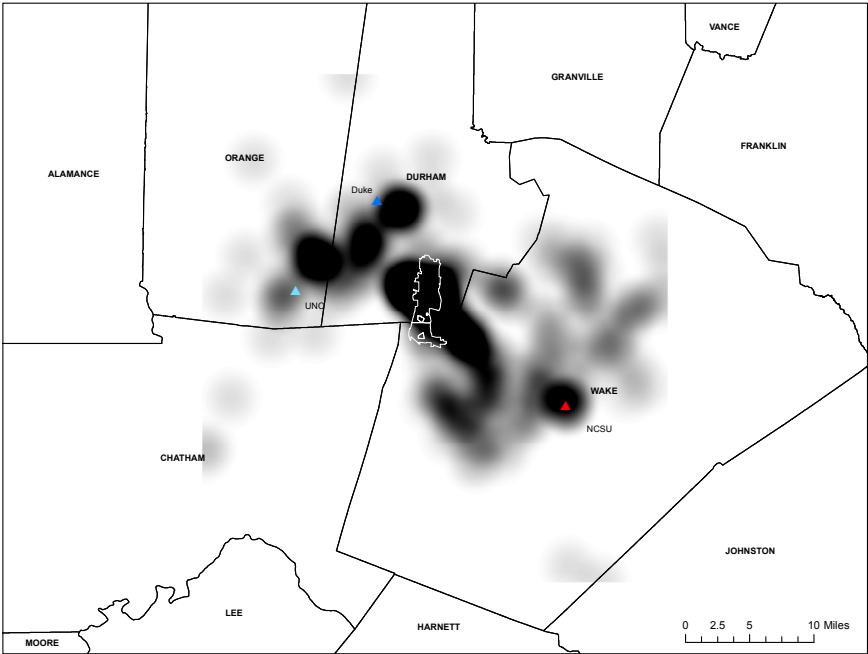 VANCE
GRANVILLE
FRANKLIN
ORANGE
ALAMANCE
DURHAM
Duke
UNC
WAKE
NCSU
CHATHAM
JOHNSTON
LEE
HARNETT
MOORE
0 2.5 5 10 Miles